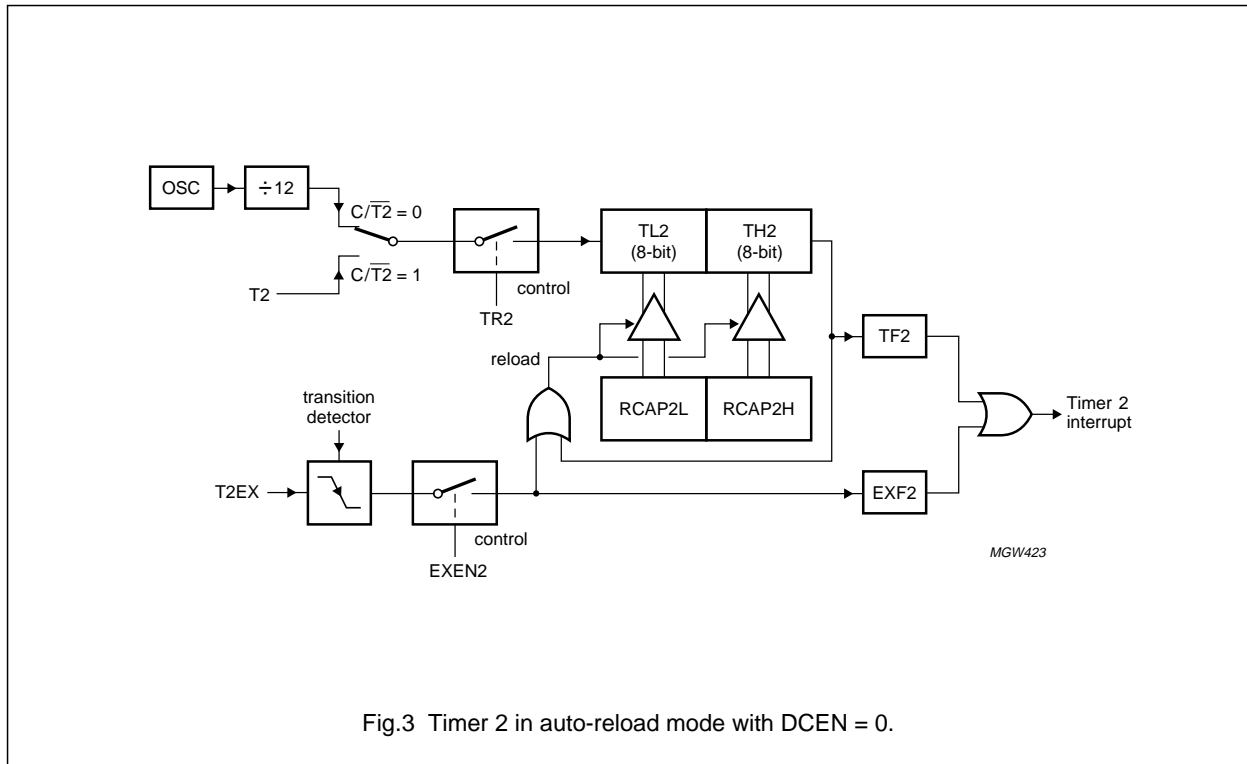 OSC
÷12
C/T2 = 0
C/T2 = 1
T2
control
TR2
TL2
(8-bit)
TH2
(8-bit)
reload
RCAP2L
RCAP2H
TF2
Timer 2
interrupt
transition
detector
T2EX
control
EXEN2
EXF2
MGW423
Fig.3 Timer 2 in auto-reload mode with DCEN = 0.